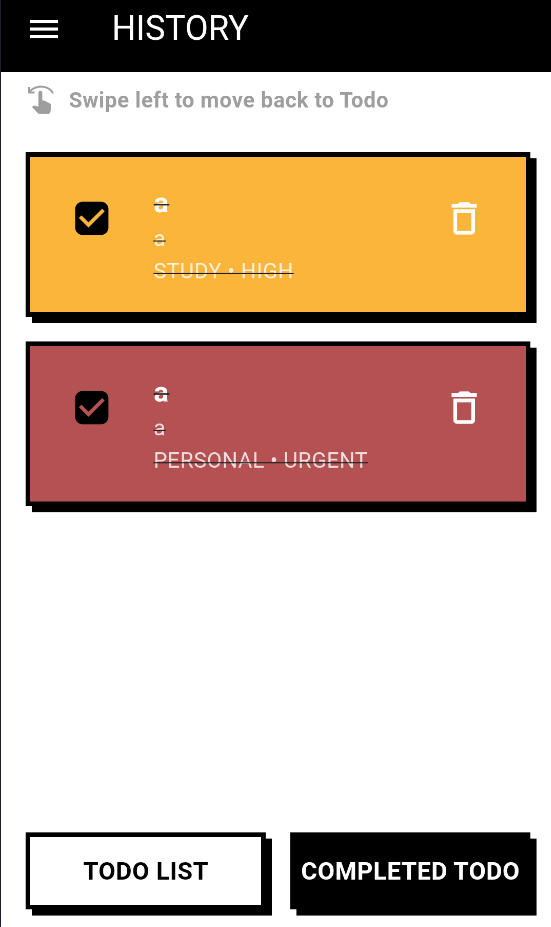 HISTORY
Swipe left to move back to Todo
a
a
STUDY • HIGH
a
a
PERSONAL • URGENT
TODO LIST
COMPLETED TODO